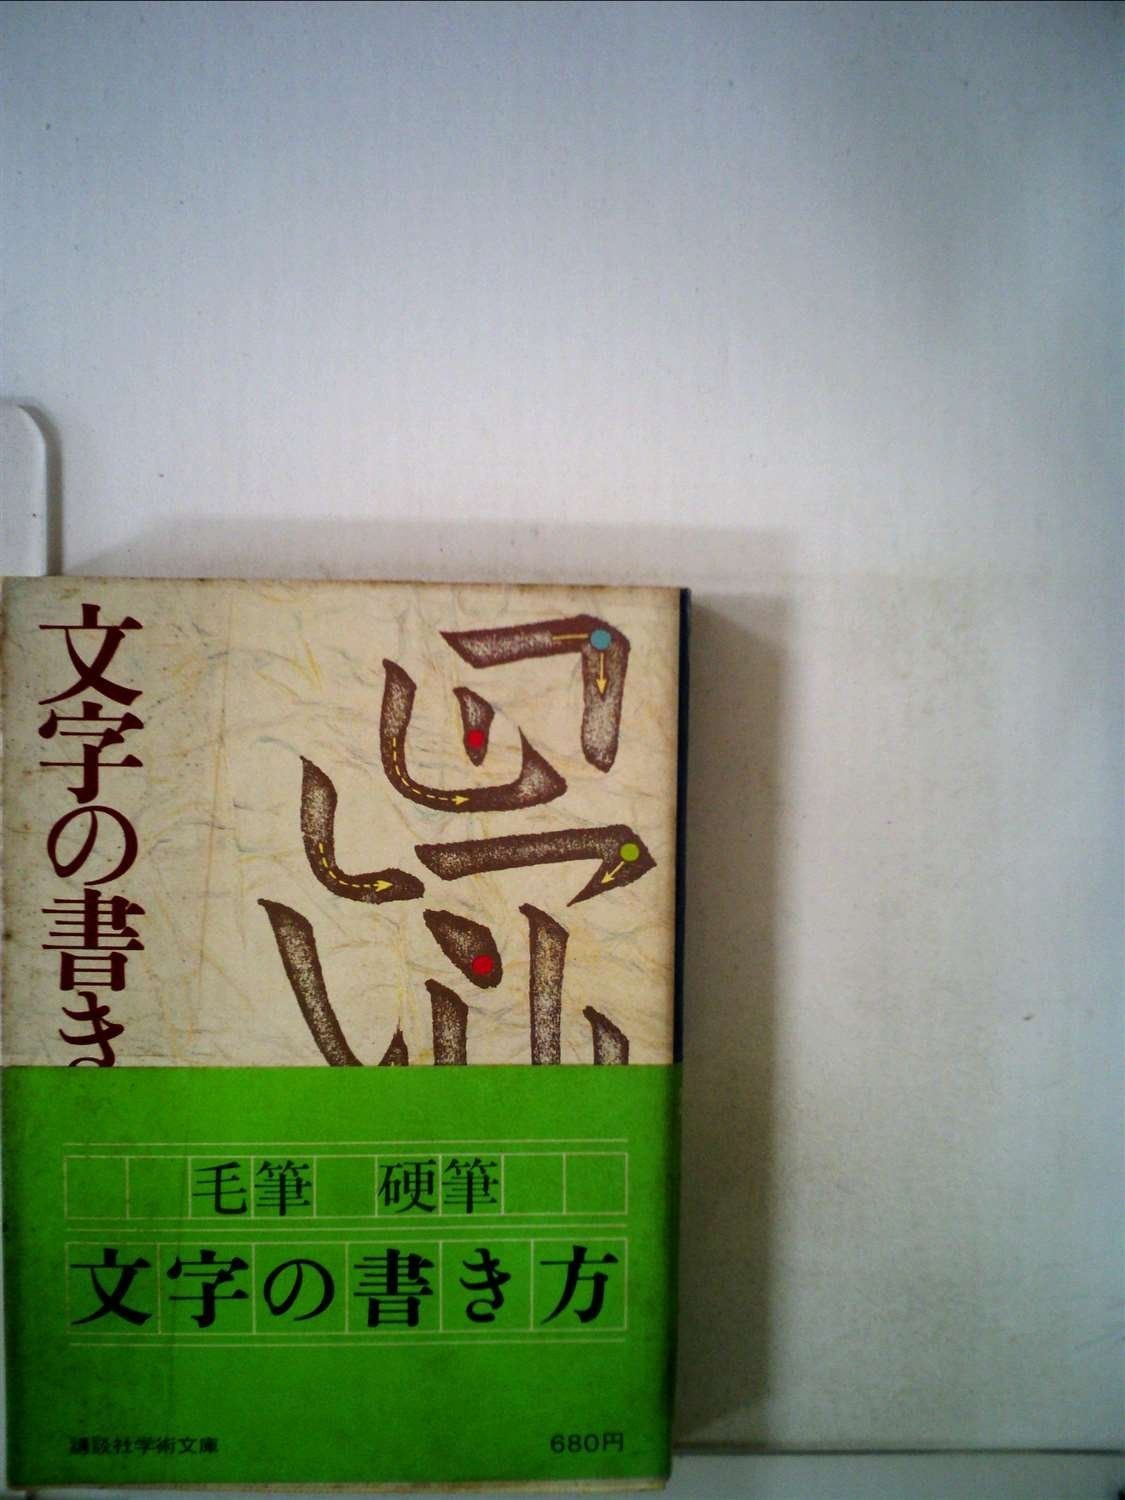 文字の書き
毛筆 硬筆
文字の書き方
講談社学術文庫
680円